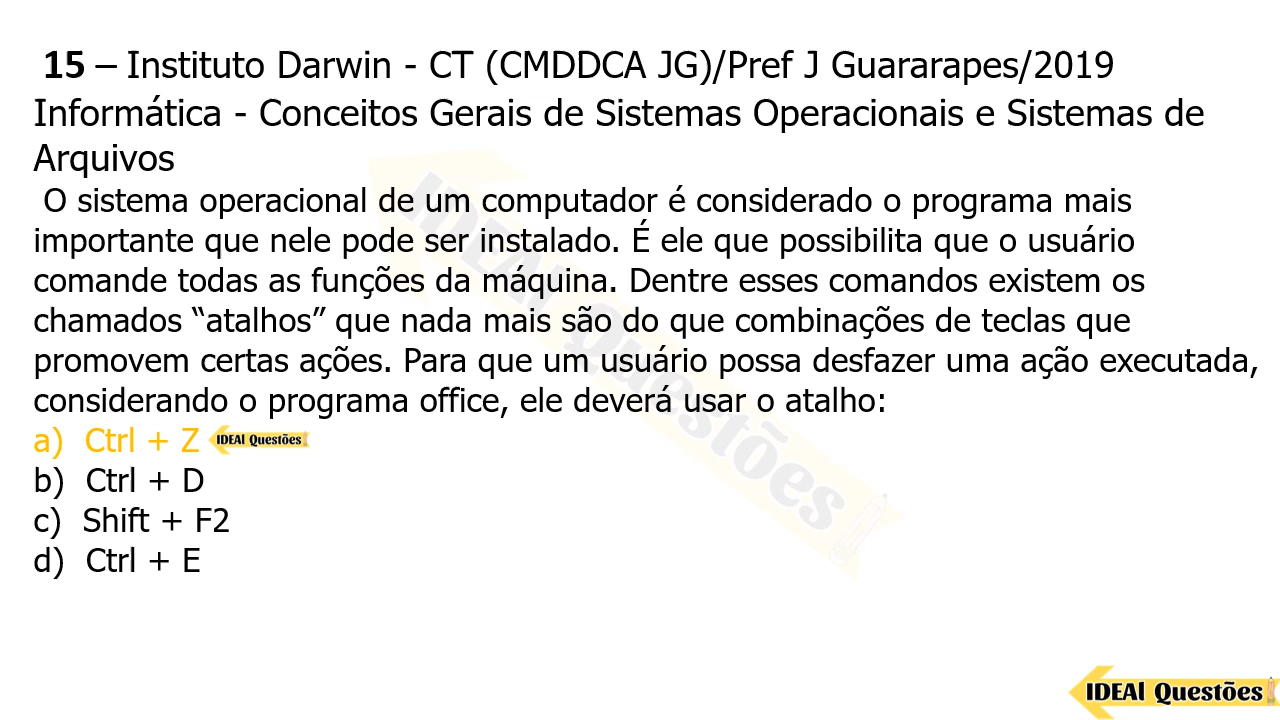 15 – Instituto Darwin - CT (CMDDCA JG)/Pref J Guararapes/2019
Informática - Conceitos Gerais de Sistemas Operacionais e Sistemas de
Arquivos
O sistema operacional de um computador é considerado o programa mais
importante que nele pode ser instalado. É ele que possibilita que o usuário
comande todas as funções da máquina. Dentre esses comandos existem os
chamados “atalhos” que nada mais são do que combinações de teclas que
promovem certas ações. Para que um usuário possa desfazer uma ação executada,
considerando o programa office, ele deverá usar o atalho:
a) Ctrl + Z IDEAl Questões
b) Ctrl + D
c) Shift + F2
d) Ctrl + E
IDEAl Questões
IDEAl Questões